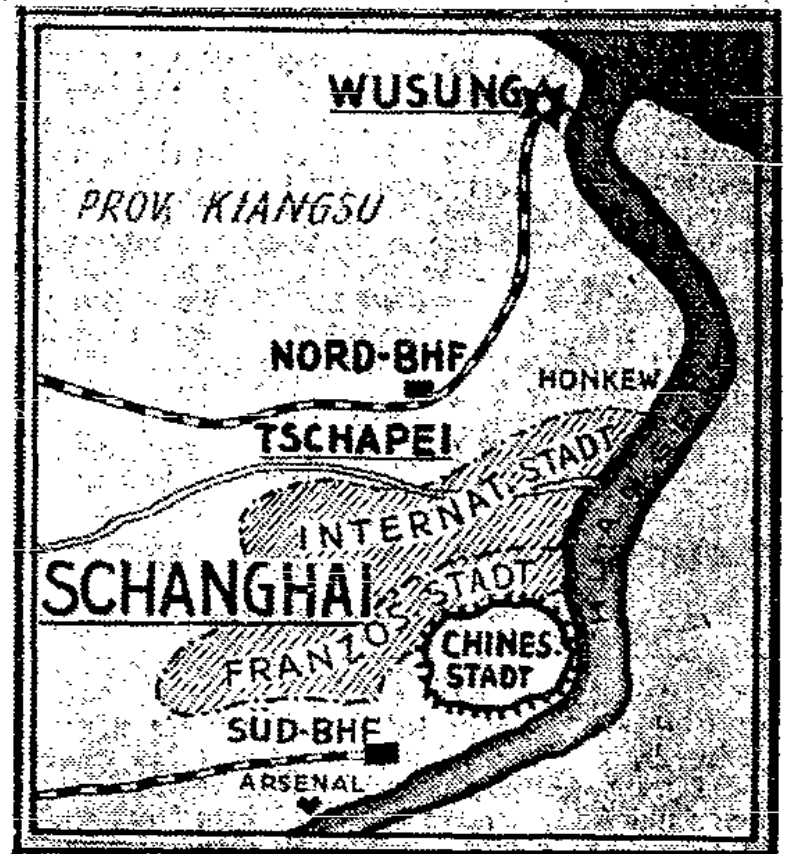 WUSUNG
PROV. KIANGSU
NORD-BHF
HONKEW
TSCHAPEI
INTERNAT. STADT
SCHANGHAI
FRANZÖS STADT
CHINES.
STADT
SÜD-BHF
ARSENAL